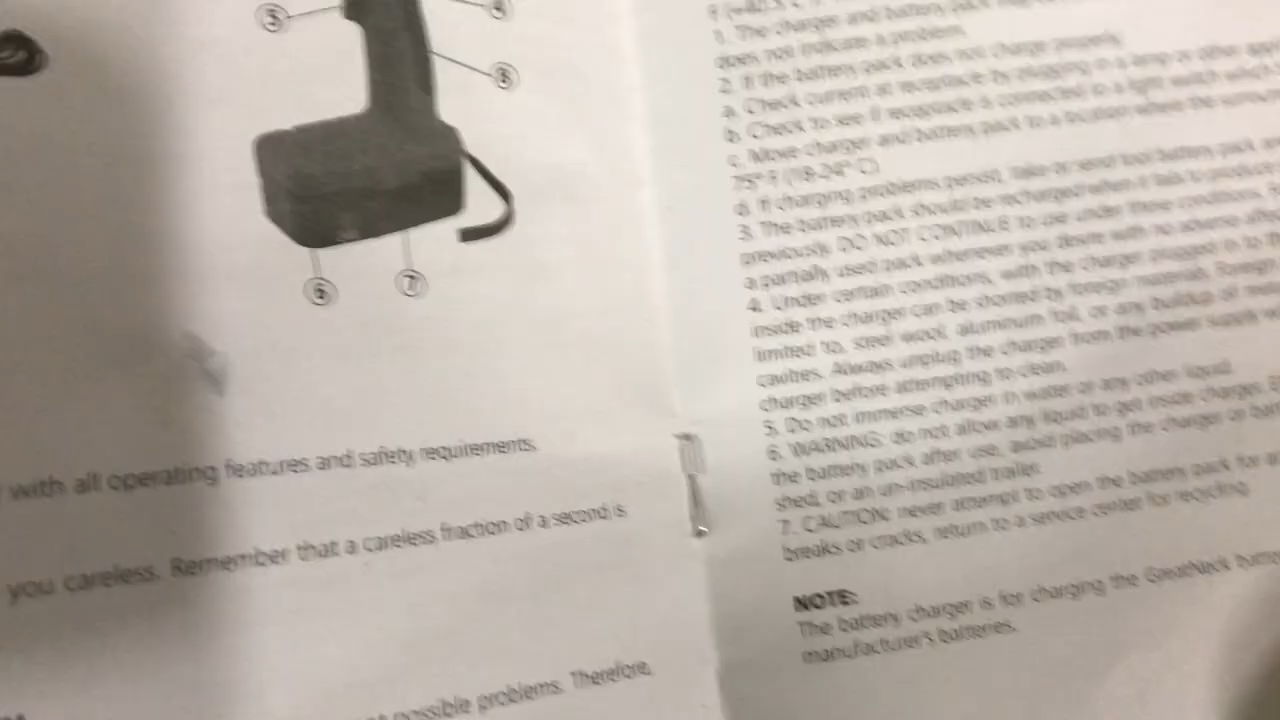 ⑤
④
⑧
⑥ ⑦
with all operating features and safety requirements.
you careless. Remember that a careless fraction of a second is
possible problems. Therefore,
1. The charger and battery pack may
does not indicate a problem.
2. If the battery pack does not charge properly:
a. Check current at receptacle by plugging in a lamp or other
b. Check to see if receptacle is connected to a light switch which
c. Move charger and battery pack to a location where the
75° F (18-24° C)
d. If charging problems persist, take or send tool battery pack and
3. The battery pack should be recharged when it fails to produce
previously. DO NOT CONTINUE to use under these conditions.
a partially used pack whenever you desire with no adverse
4. Under certain conditions, with the charger plugged in to the
inside the charger can be shorted by foreign materials. Foreign
limited to, steel wool, aluminum foil, or any buildup of
cavities. Always unplug the charger from the power supply
charger before attempting to clean.
5. Do not immerse charger in water or any other liquid.
6. WARNING: do not allow any liquid to get inside charger.
the battery pack after use, avoid placing the charger or
shed, or an un-insulated trailer.
7. CAUTION: never attempt to open the battery pack for
breaks or cracks, return to a service center for recycling.
NOTE:
The battery charger is for charging the GreatNeck
manufacturer's batteries.